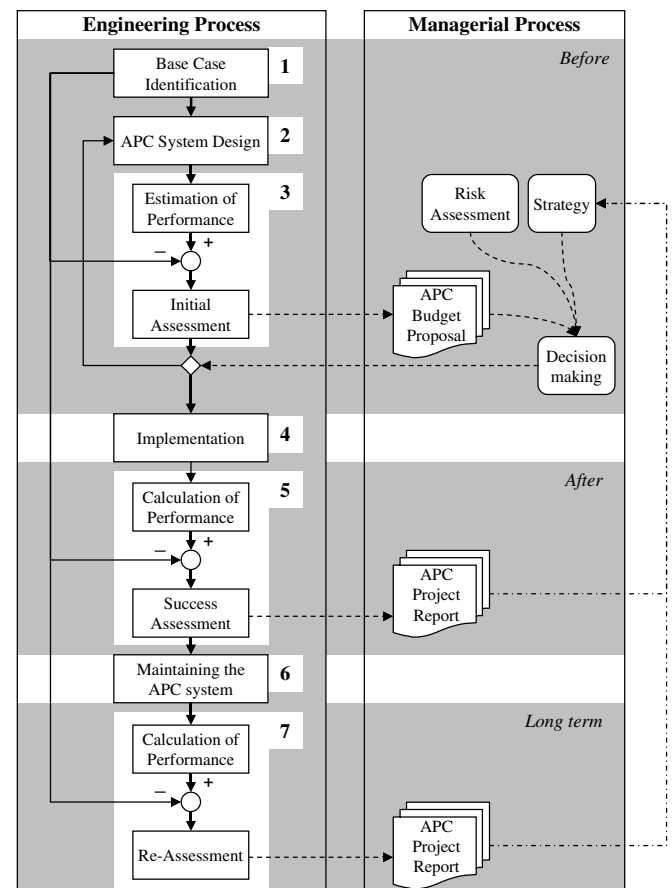 Engineering Process
Managerial Process
Before
Base Case
Identification
1
APC System Design
2
Estimation of
Performance
3
Risk
Assessment
Strategy
+
–
Initial
Assessment
APC
Budget
Proposal
Decision
making
Implementation
4
After
Calculation of
Performance
5
+
–
Success
Assessment
APC
Project
Report
Maintaining the
APC system
6
Long term
Calculation of
Performance
7
+
–
Re-Assessment
APC
Project
Report